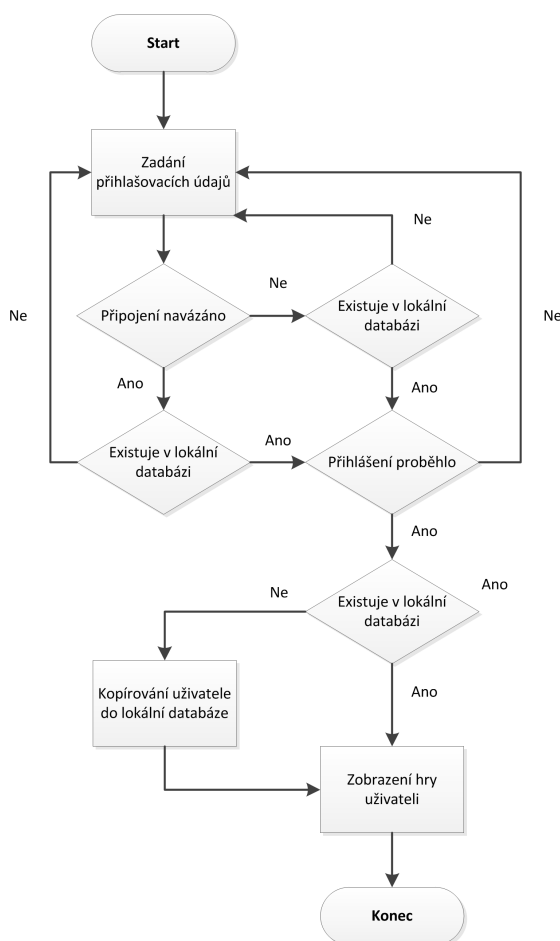 Start
Zadání
přihlašovacích údajů
Ne
Ne
Připojení navázáno
Existuje v lokální
databázi
Ne
Ne
Ano
Ano
Existuje v lokální
databázi
Ano
Přihlášení proběhlo
Ano
Ne
Existuje v lokální
databázi
Ano
Kopírování uživatele
do lokální databáze
Ano
Zobrazení hry
uživateli
Konec